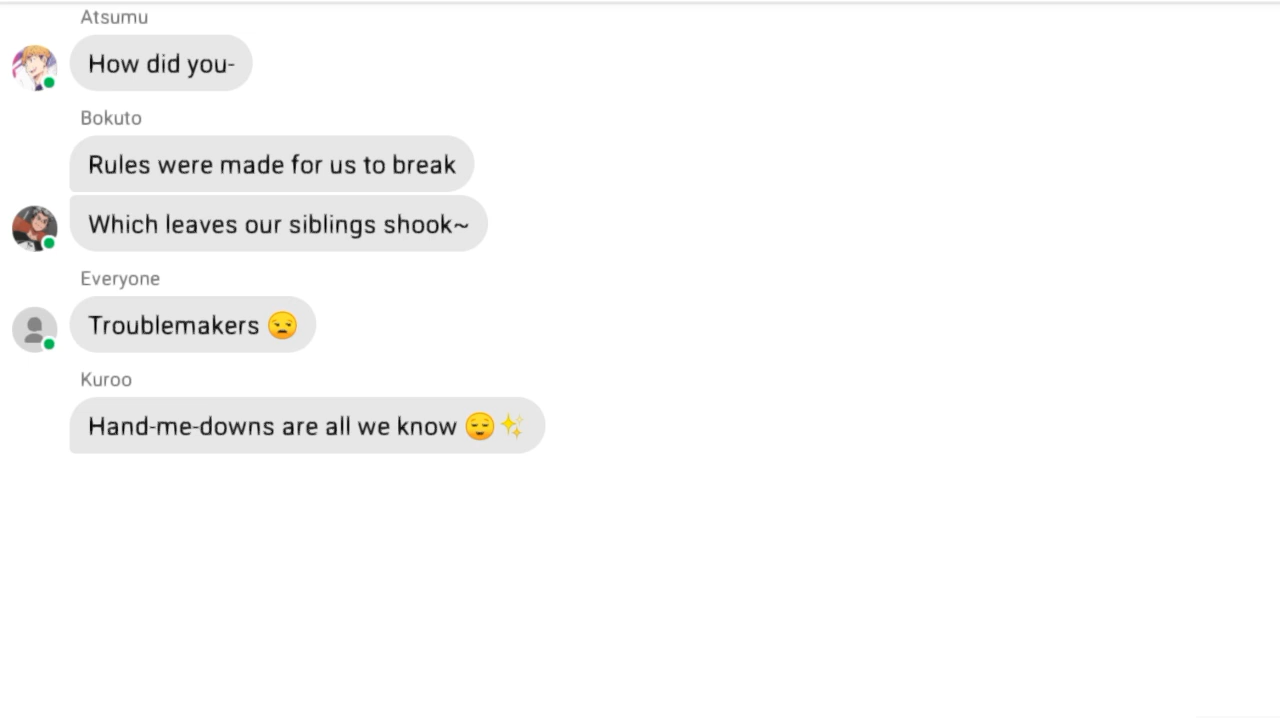 Atsumu
How did you-
Bokuto
Rules were made for us to break
Which leaves our siblings shook~
Everyone
Troublemakers 😒
Kuroo
Hand-me-downs are all we know 😌✨